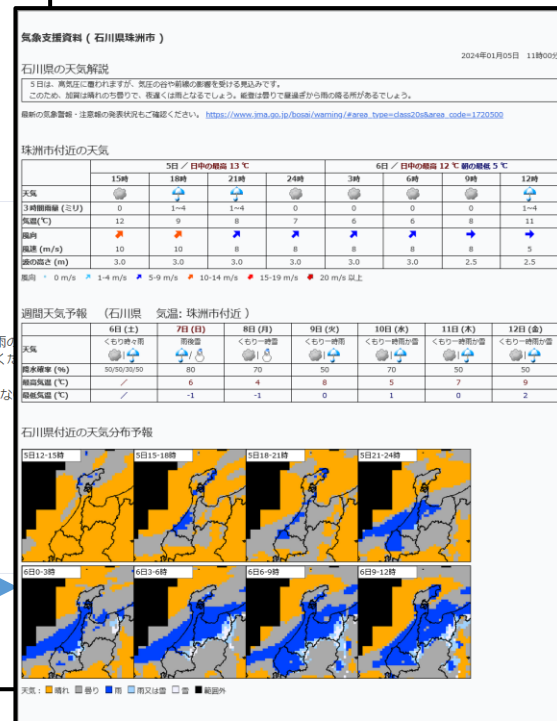 気象支援資料 ( 石川県珠洲市 )
2024年01月05日 11時00分
石川県の天気解説
5日は、高気圧に覆われますが、気圧の谷や前線の影響を受ける見込みです。
このため、加賀は晴れのち曇りで、夜遅くは雨となるでしょう。能登は曇りで昼過ぎから雨の降る所があるでしょう。
最新の気象警報・注意報の発表状況もご確認ください。 https://www.jma.go.jp/bosai/warning/#area_type=class20s&area_code=1720500
珠洲市付近の天気
5日 / 日中の最高 13 ℃ 6日 / 日中の最高 12 ℃ 朝の最低 5 ℃
15時 18時 21時 24時 3時 6時 9時 12時
天気
3時間雨量 (ミリ) 0 1~4 1~4 0 0 0 0 1~4
気温(℃) 12 9 8 7 6 6 8 11
風向
風速 (m/s) 10 10 8 8 8 8 8 5
波の高さ (m) 3.0 3.0 3.0 3.0 3.0 3.0 2.5 2.5
風向 0 m/s 1-4 m/s 5-9 m/s 10-14 m/s 15-19 m/s 20 m/s 以上
週間天気予報 (石川県 気温: 珠洲市付近 )
6日 (土) 7日 (日) 8日 (月) 9日 (火) 10日 (水) 11日 (木) 12日 (金)
天気 くもり時々雨 雨後雪 くもり一時雪 くもり一時雨 くもり一時雨か雪 くもり一時雨か雪 くもり一時雨か雪
降水確率 (%) 50/50/30/50 80 70 50 70 50 50
最高気温 (℃) / 6 4 8 5 7 9
最低気温 (℃) / -1 -1 0 1 0 2
石川県付近の天気分布予報
5日12-15時 5日15-18時 5日18-21時 5日21-24時
6日0-3時 6日3-6時 6日6-9時 6日9-12時
天気: 晴れ 曇り 雨 雨又は雪 雪 範囲外